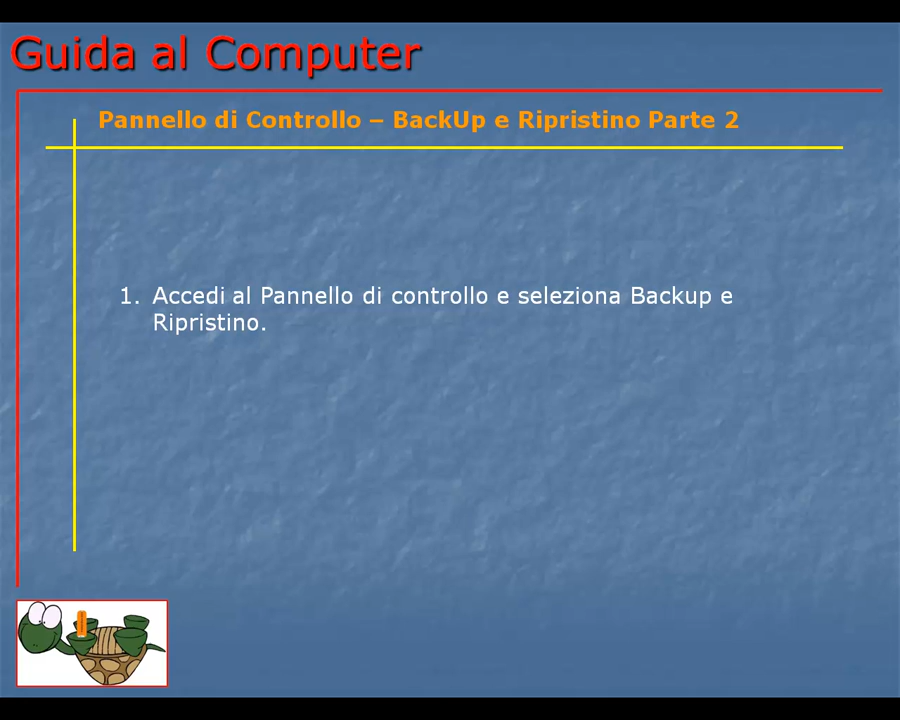 Guida al Computer
Pannello di Controllo – BackUp e Ripristino Parte 2
1. Accedi al Pannello di controllo e seleziona Backup e
Ripristino.